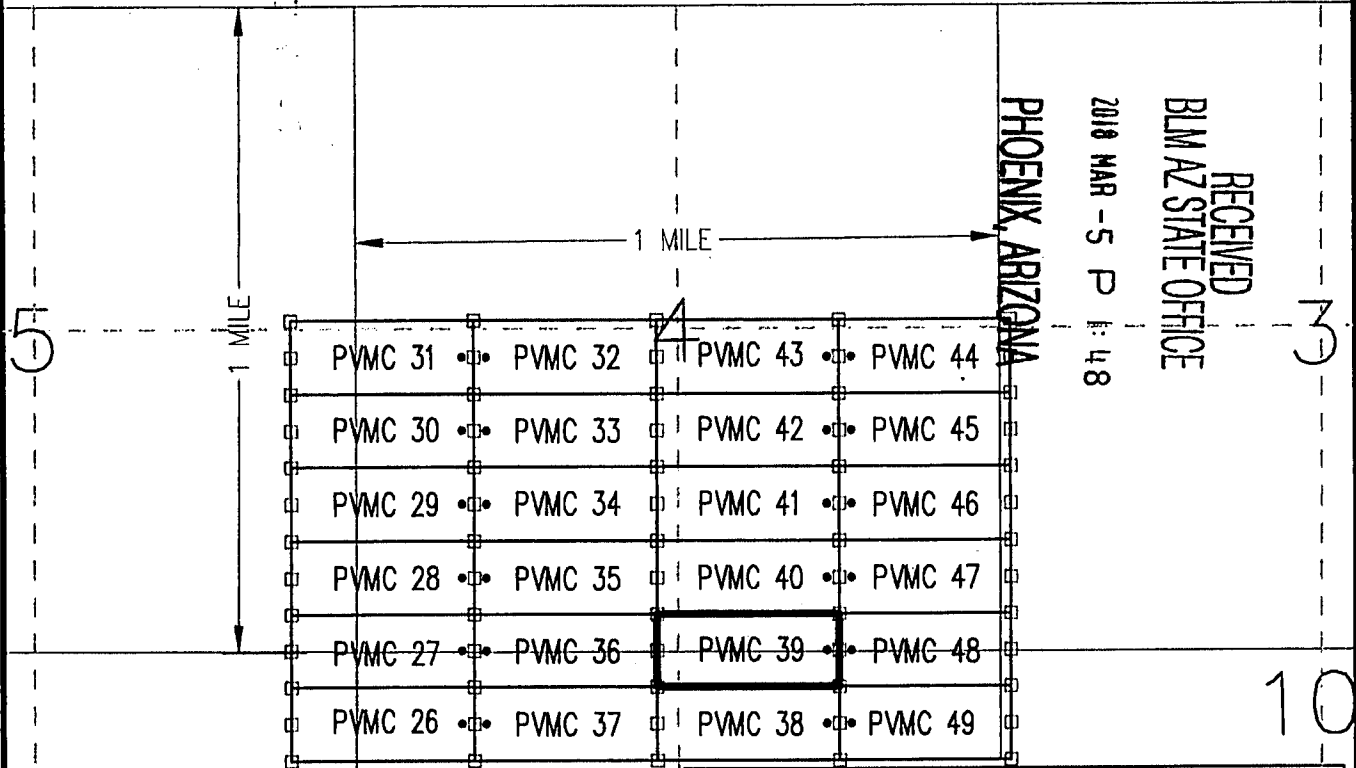 RECEIVED
BLM AZ STATE OFFICE
2018 MAR -5 P 1:48
PHOENIX, ARIZONA
1 MILE
1 MILE
5
4
3
PVMC 31 PVMC 32 PVMC 43 PVMC 44
PVMC 30 PVMC 33 PVMC 42 PVMC 45
PVMC 29 PVMC 34 PVMC 41 PVMC 46
PVMC 28 PVMC 35 PVMC 40 PVMC 47
PVMC 27 PVMC 36 PVMC 39 PVMC 48
PVMC 26 PVMC 37 PVMC 38 PVMC 49
10